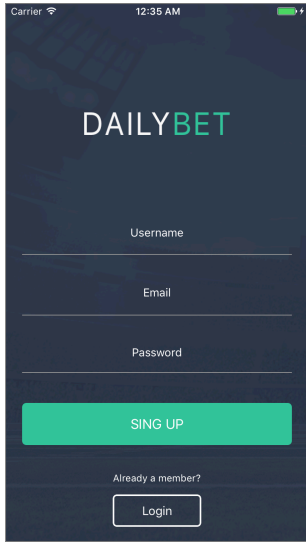 Carrier 12:35 AM
DAILYBET
Username
Email
Password
SING UP
Already a member?
Login